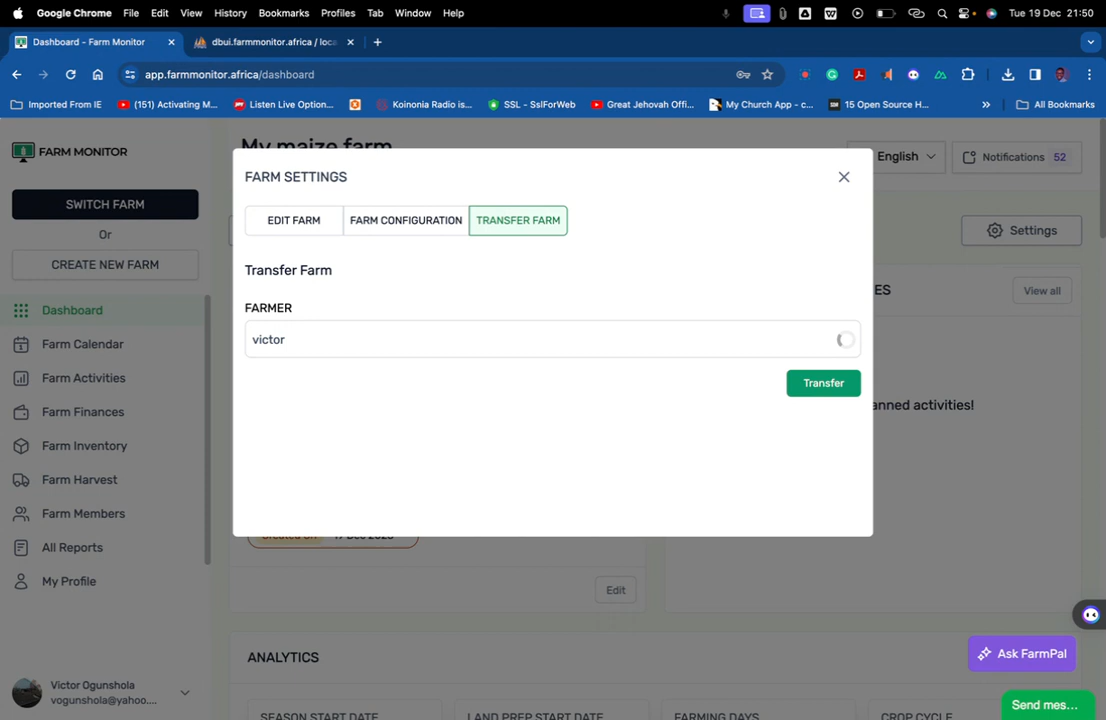 Google Chrome File Edit View History Bookmarks Profiles Tab Window Help Tue 19 Dec 21:50
Dashboard - Farm Monitor dbui.farmmonitor.africa / loca
app.farmmonitor.africa/dashboard
Imported From IE (151) Activating M... Listen Live Option... Koinonia Radio is... SSL - SslForWeb Great Jehovah Offi... My Church App - c... 15 Open Source H... » All Bookmarks
FARM MONITOR
SWITCH FARM
Or
CREATE NEW FARM
Dashboard
Farm Calendar
Farm Activities
Farm Finances
Farm Inventory
Farm Harvest
Farm Members
All Reports
My Profile
Victor Ogunshola
vogunshola@yahoo....
My maize farm
English Notifications 52
Settings
FARM SETTINGS
EDIT FARM FARM CONFIGURATION TRANSFER FARM
Transfer Farm
FARMER
victor
Transfer
ES View all
anned activities!
Created on 19 Dec 2023
Edit
ANALYTICS
SEASON START DATE LAND PREP START DATE FARMING DAYS CROP CYCLE
Ask FarmPal
Send mes...